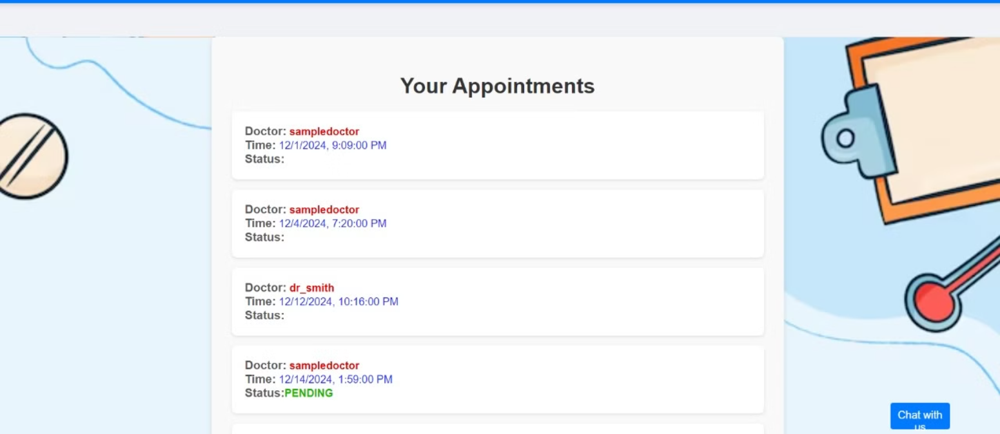 Your Appointments
Doctor: sampledoctor
Time: 12/1/2024, 9:09:00 PM
Status:
Doctor: sampledoctor
Time: 12/4/2024, 7:20:00 PM
Status:
Doctor: dr_smith
Time: 12/12/2024, 10:16:00 PM
Status:
Doctor: sampledoctor
Time: 12/14/2024, 1:59:00 PM
Status:PENDING
Chat with
us